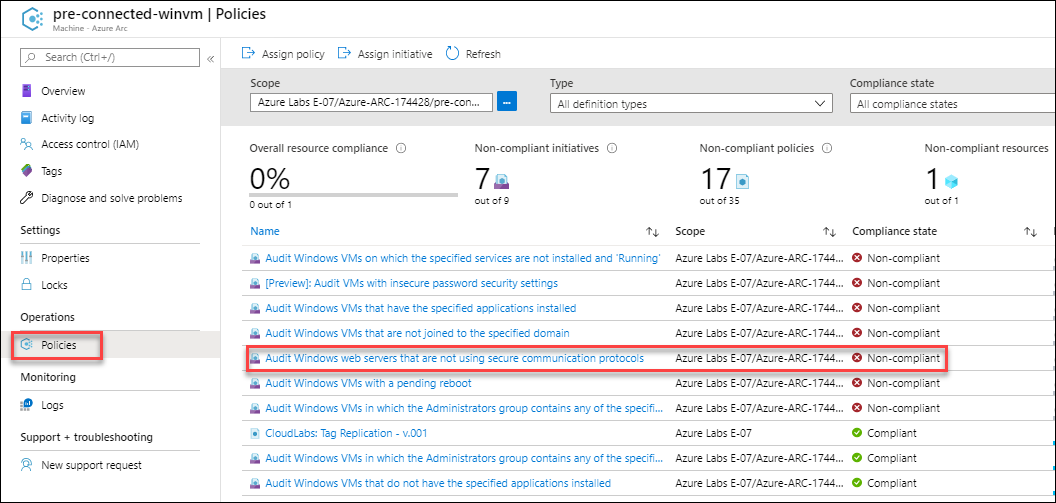 pre-connected-winvm | Policies
Machine - Azure Arc
Search (Ctrl+/)
«
Overview
Activity log
Access control (IAM)
Tags
Diagnose and solve problems
Settings
Properties
Locks
Operations
Policies
Monitoring
Logs
Support + troubleshooting
New support request
Assign policy Assign initiative Refresh
Scope Type Compliance state
Azure Labs E-07/Azure-ARC-174428/pre-con... ... All definition types All compliance states
Overall resource compliance Non-compliant initiatives Non-compliant policies Non-compliant resources
0% 7 17 1
0 out of 1 out of 9 out of 35 out of 1
Name ↑↓ Scope ↑↓ Compliance state ↑↓
Audit Windows VMs on which the specified services are not installed and 'Running' Azure Labs E-07/Azure-ARC-1744... Non-compliant
[Preview]: Audit VMs with insecure password security settings Azure Labs E-07/Azure-ARC-1744... Non-compliant
Audit Windows VMs that have the specified applications installed Azure Labs E-07/Azure-ARC-1744... Non-compliant
Audit Windows VMs that are not joined to the specified domain Azure Labs E-07/Azure-ARC-1744... Non-compliant
Audit Windows web servers that are not using secure communication protocols Azure Labs E-07/Azure-ARC-1744... Non-compliant
Audit Windows VMs with a pending reboot Azure Labs E-07/Azure-ARC-1744... Non-compliant
Audit Windows VMs in which the Administrators group contains any of the specifi... Azure Labs E-07/Azure-ARC-1744... Non-compliant
CloudLabs: Tag Replication - v.001 Azure Labs E-07 Compliant
Audit Windows VMs in which the Administrators group contains any of the specifi... Azure Labs E-07/Azure-ARC-1744... Compliant
Audit Windows VMs that do not have the specified applications installed Azure Labs E-07/Azure-ARC-1744... Compliant